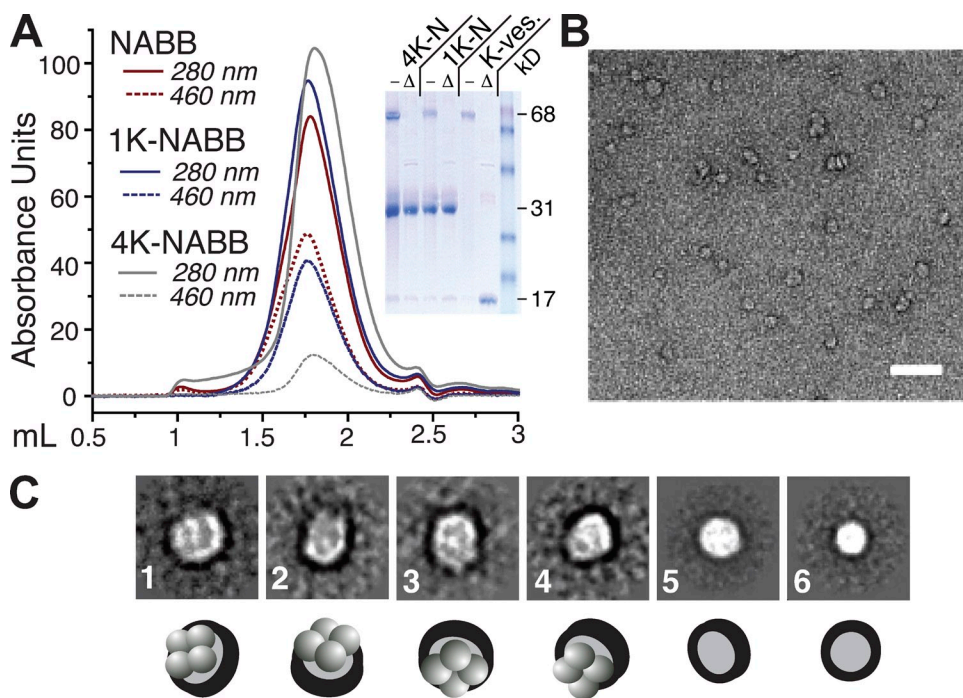 A
NABB
280 nm
460 nm
1K-NABB
280 nm
460 nm
4K-NABB
280 nm
460 nm
Absorbance Units
100
80
60
40
20
0
mL
0.5
1
1.5
2
2.5
3
4K-N
1K-N
K-ves.
kD
– Δ – Δ – Δ
68
31
17
B
C
1
2
3
4
5
6